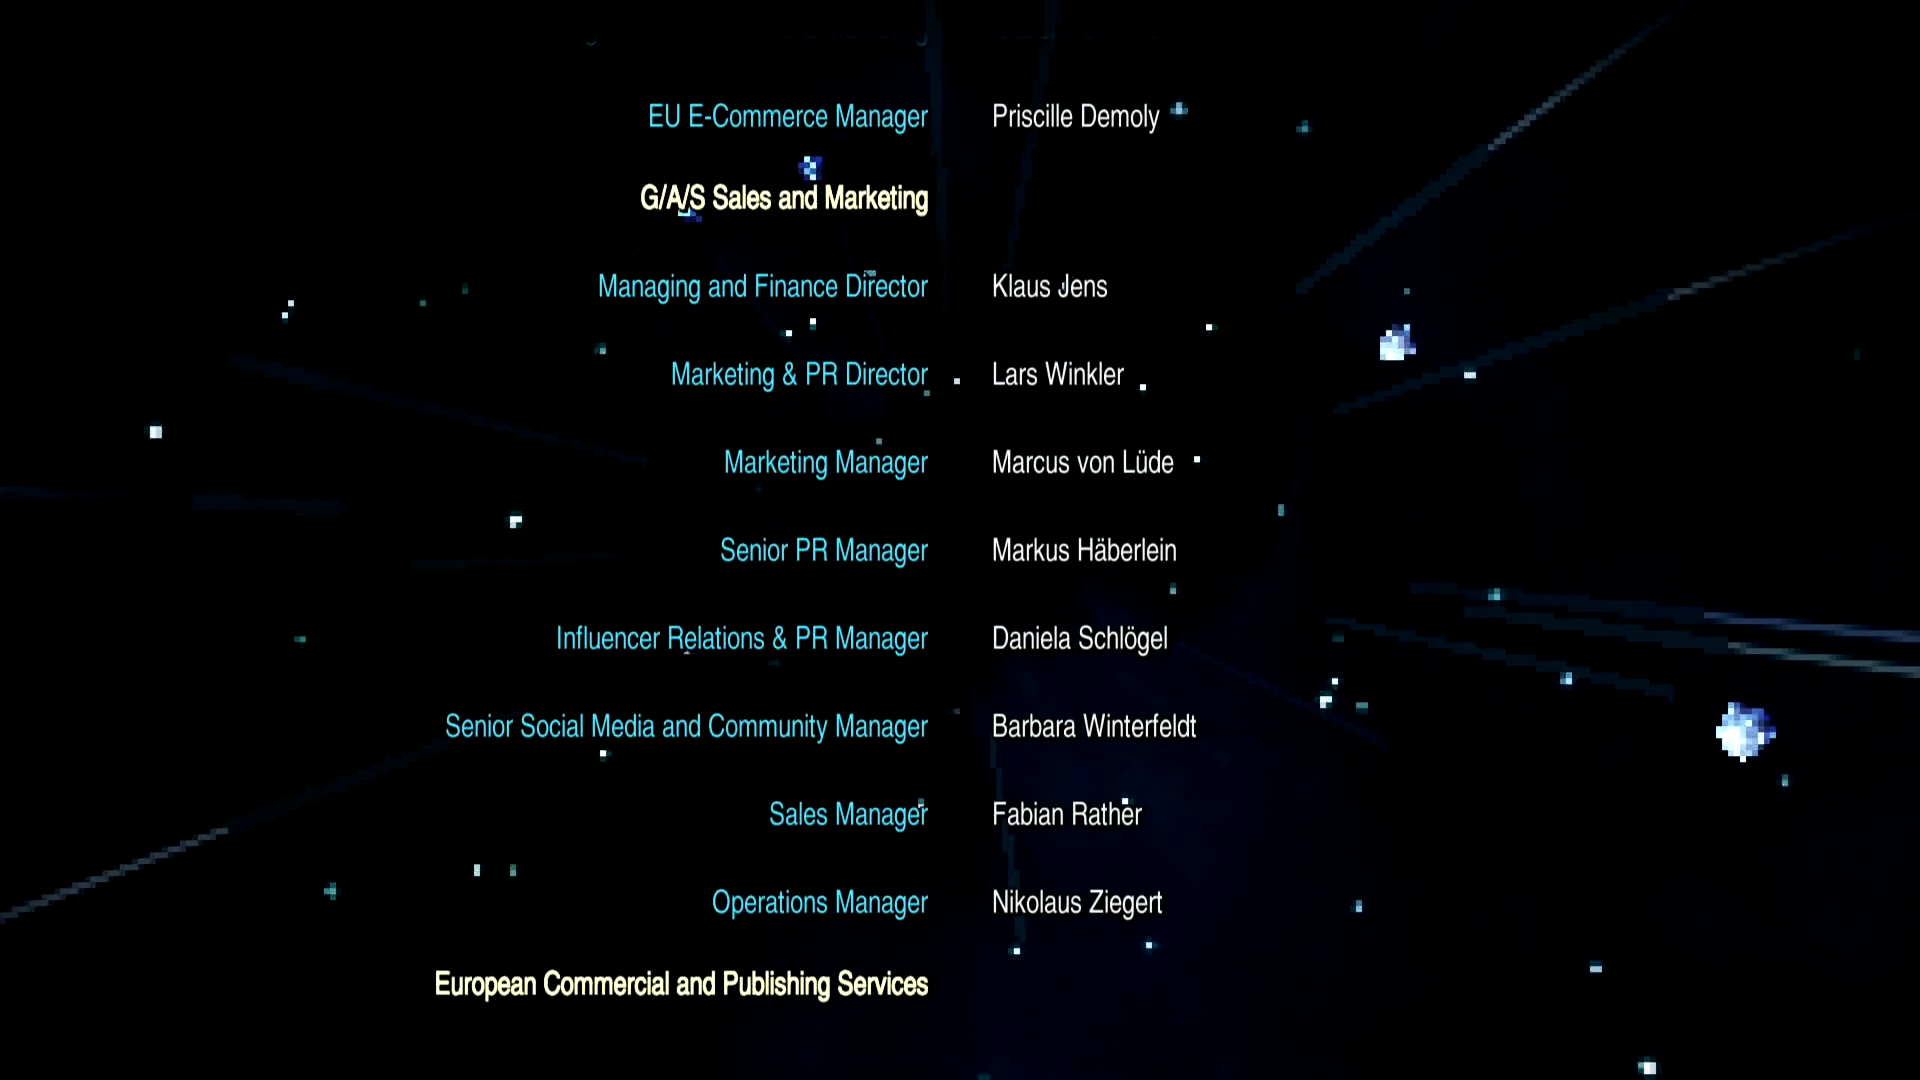 EU E-Commerce Manager Priscille Demoly
G/A/S Sales and Marketing
Managing and Finance Director Klaus Jens
Marketing & PR Director Lars Winkler
Marketing Manager Marcus von Lüde
Senior PR Manager Markus Häberlein
Influencer Relations & PR Manager Daniela Schlögel
Senior Social Media and Community Manager Barbara Winterfeldt
Sales Manager Fabian Rather
Operations Manager Nikolaus Ziegert
European Commercial and Publishing Services